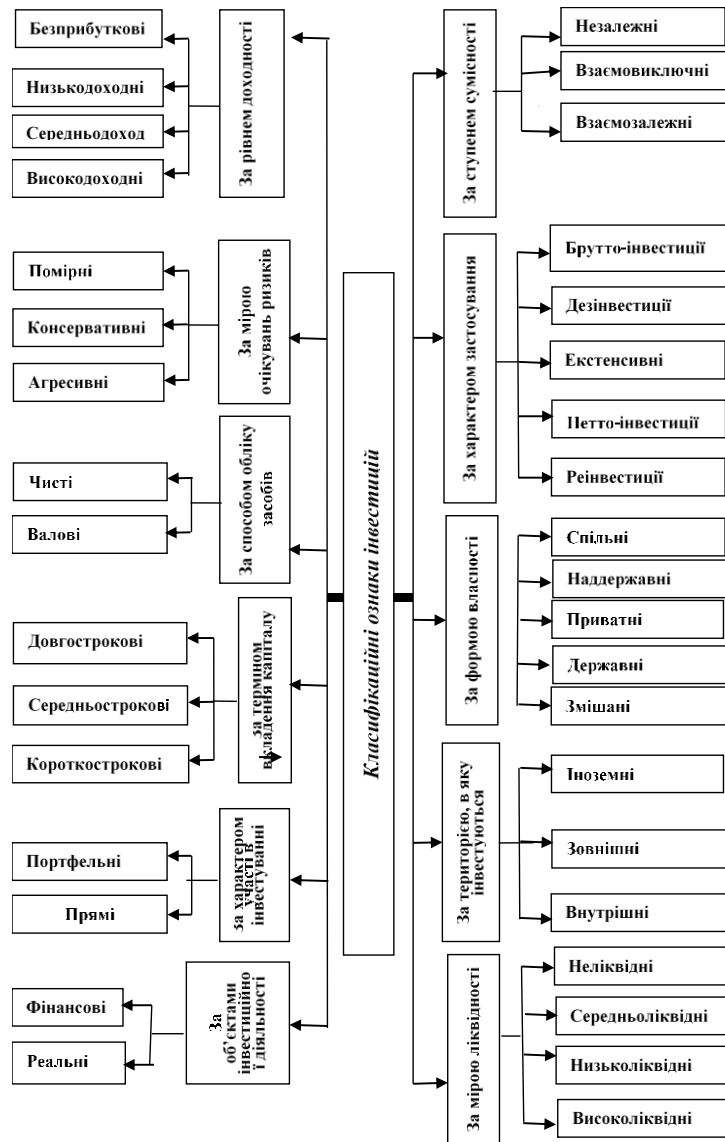 Безприбуткові
Низькодоходні
Середньодоход
Високодоходні
За рівнем доходності
Помірні
Консервативні
Агресивні
За мірою
очікувань ризиків
Чисті
Валові
За способом обліку
засобів
Довгострокові
Середньострокові
Короткострокові
за терміном
вкладення капіталу
Портфельні
Прямі
за характером
участі в
інвестуванні
Фінансові
Реальні
За
об’єктами
інвестиційно
ї діяльності
Класифікаційні ознаки інвестицій
За ступенем сумісності
Незалежні
Взаємовиключні
Взаємозалежні
За характером застосування
Брутто-інвестиції
Дезінвестиції
Екстенсивні
Нетто-інвестиції
Реінвестиції
За формою власності
Спільні
Наддержавні
Приватні
Державні
Змішані
За територією, в яку
інвестуються
Іноземні
Зовнішні
Внутрішні
За мірою ліквідності
Неліквідні
Середньоліквідні
Низьколіквідні
Високоліквідні